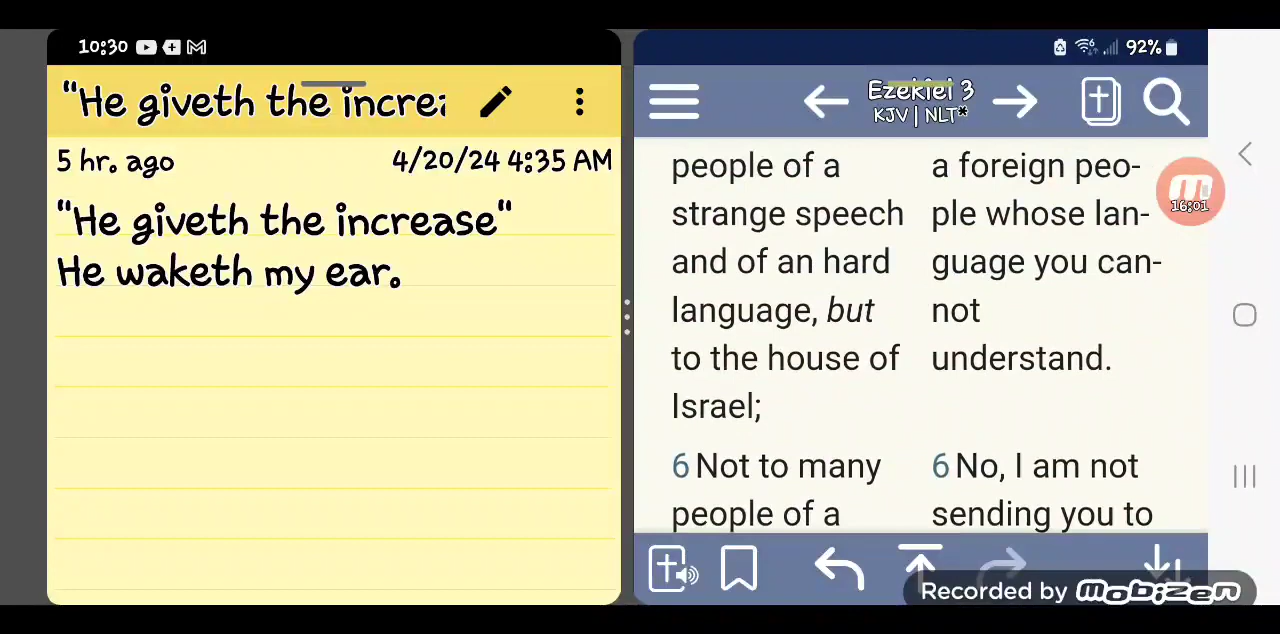 10:30
92%
"He giveth the increa
Ezekiel 3
KJV | NLT*
5 hr. ago
4/20/24 4:35 AM
"He giveth the increase"
He waketh my ear.
people of a
strange speech
and of an hard
language, but
to the house of
Israel;
6 Not to many
people of a
a foreign peo-
ple whose lan-
guage you can-
not
understand.
6 No, I am not
sending you to
16:01
Recorded by Mobizen